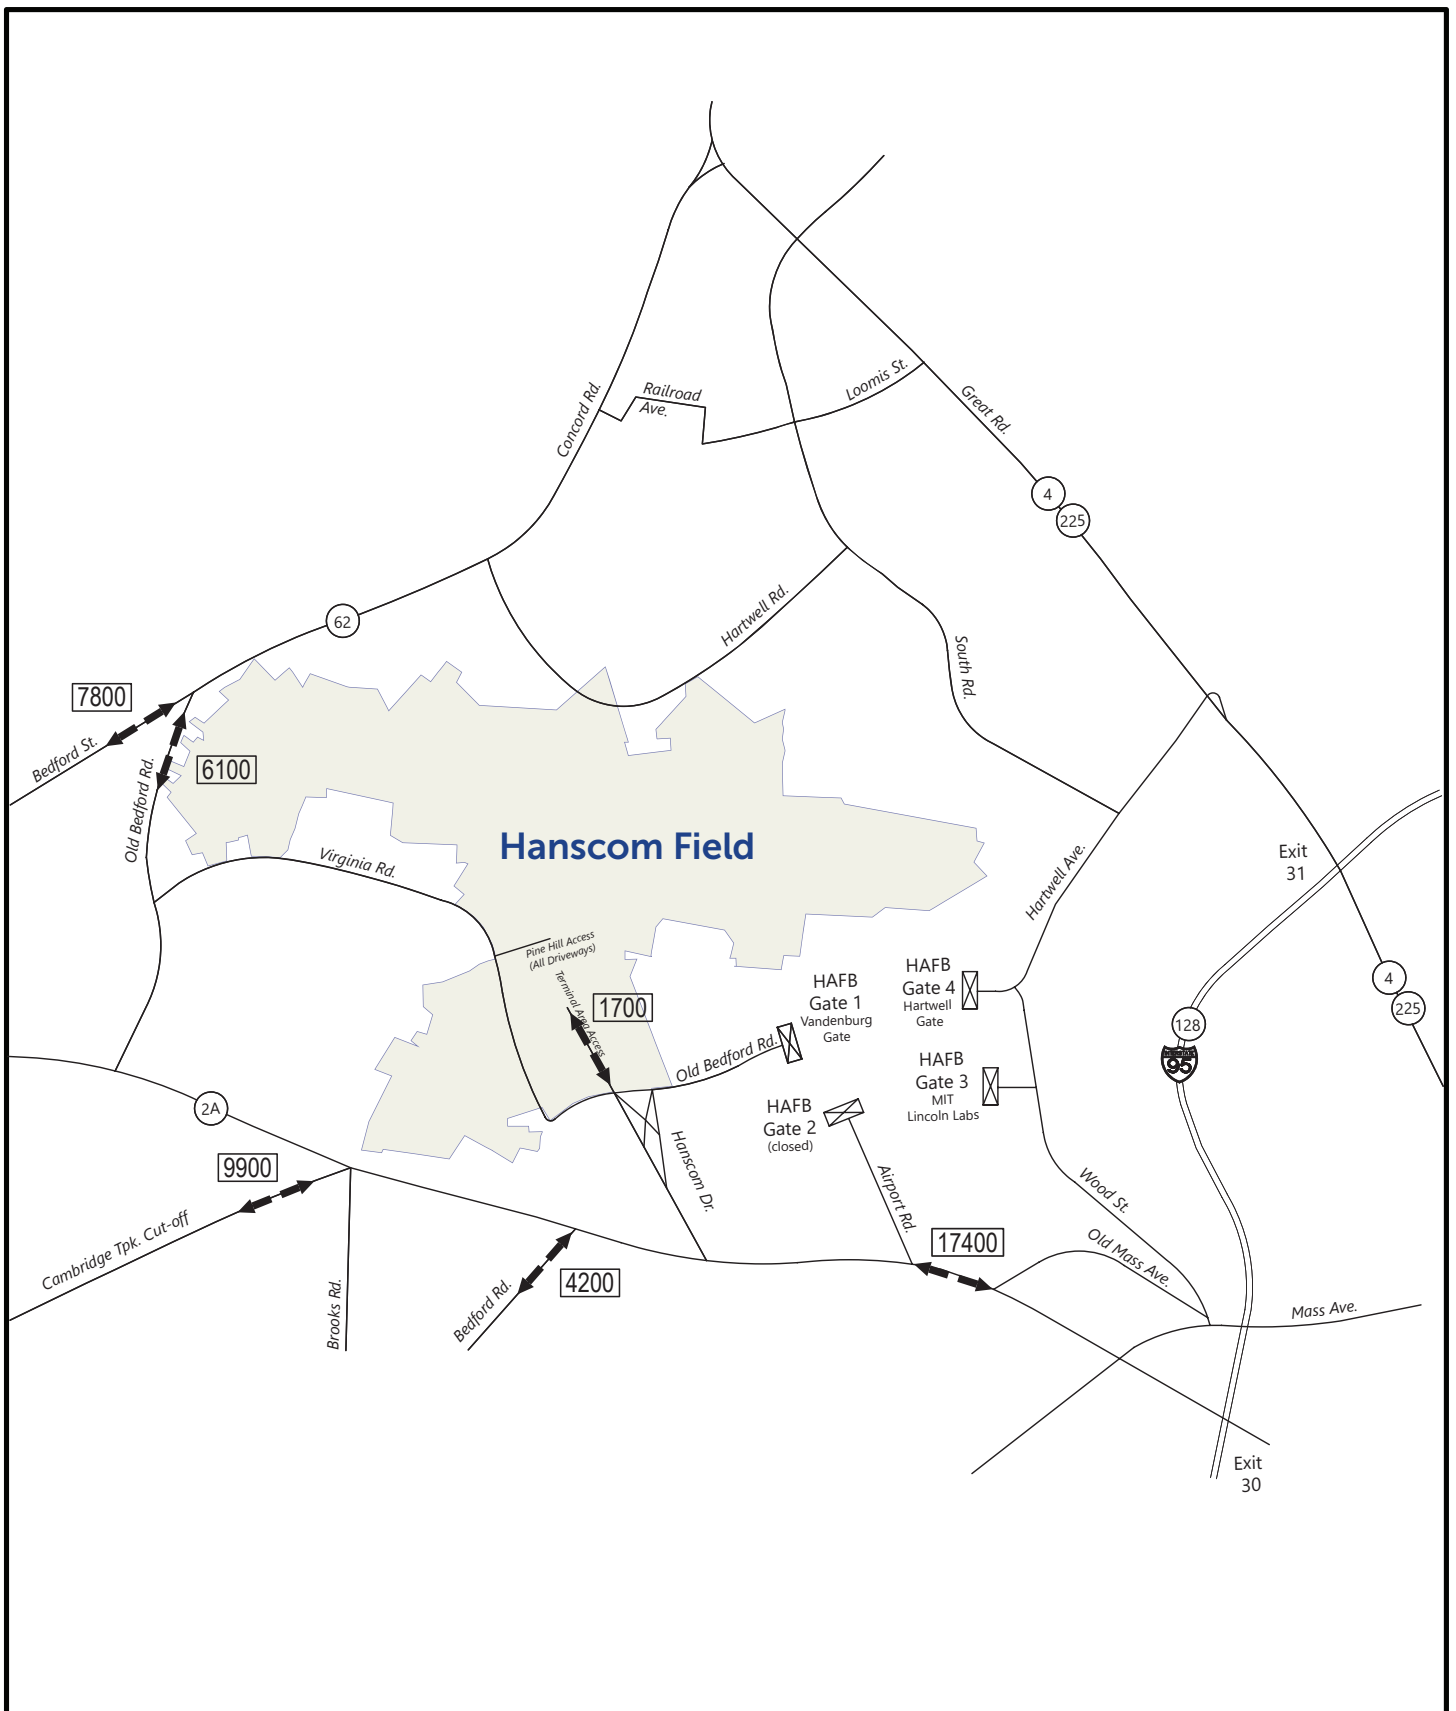 Concord Rd.
Railroad
Ave.
Loomis St.
Great Rd.
4
225
62
Hartwell Rd.
South Rd.
7800
Bedford St.
6100
Old Bedford Rd.
Virginia Rd.
Hanscom Field
Hartwell Ave.
Exit
31
Pine Hill Access
(All Driveways)
Terminal Area Access
1700
HAFB
Gate 1
Vandenburg
Gate
HAFB
Gate 4
Hartwell
Gate
4
225
128
INTERSTATE
95
Old Bedford Rd.
HAFB
Gate 3
MIT
Lincoln Labs
HAFB
Gate 2
(closed)
2A
Hanscom Dr.
Airport Rd.
Wood St.
9900
Cambridge Tpk. Cut-off
Brooks Rd.
Bedford Rd.
4200
17400
Old Mass Ave.
Mass Ave.
Exit
30